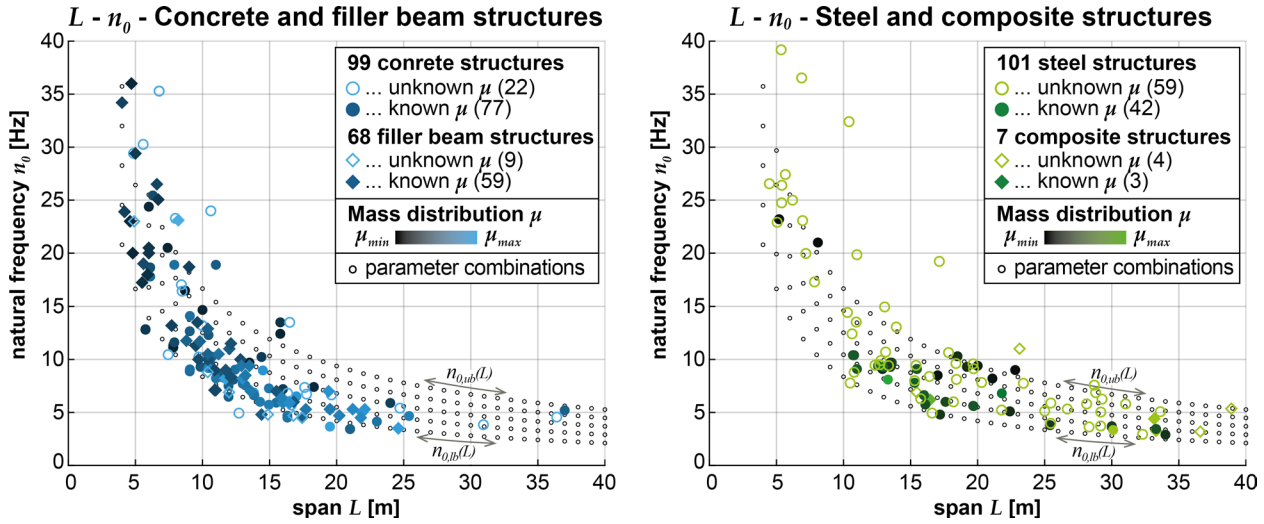 L - n₀ - Concrete and filler beam structures
natural frequency n₀ [Hz]
40
35
30
25
20
15
10
5
0
99 conrete structures
... unknown μ (22)
... known μ (77)
68 filler beam structures
... unknown μ (9)
... known μ (59)
Mass distribution μ
μmin μmax
parameter combinations
n₀,ub(L)
n₀,lb(L)
0 5 10 15 20 25 30 35 40
span L [m]
L - n₀ - Steel and composite structures
natural frequency n₀ [Hz]
40
35
30
25
20
15
10
5
0
101 steel structures
... unknown μ (59)
... known μ (42)
7 composite structures
... unknown μ (4)
... known μ (3)
Mass distribution μ
μmin μmax
parameter combinations
n₀,ub(L)
n₀,lb(L)
0 5 10 15 20 25 30 35 40
span L [m]